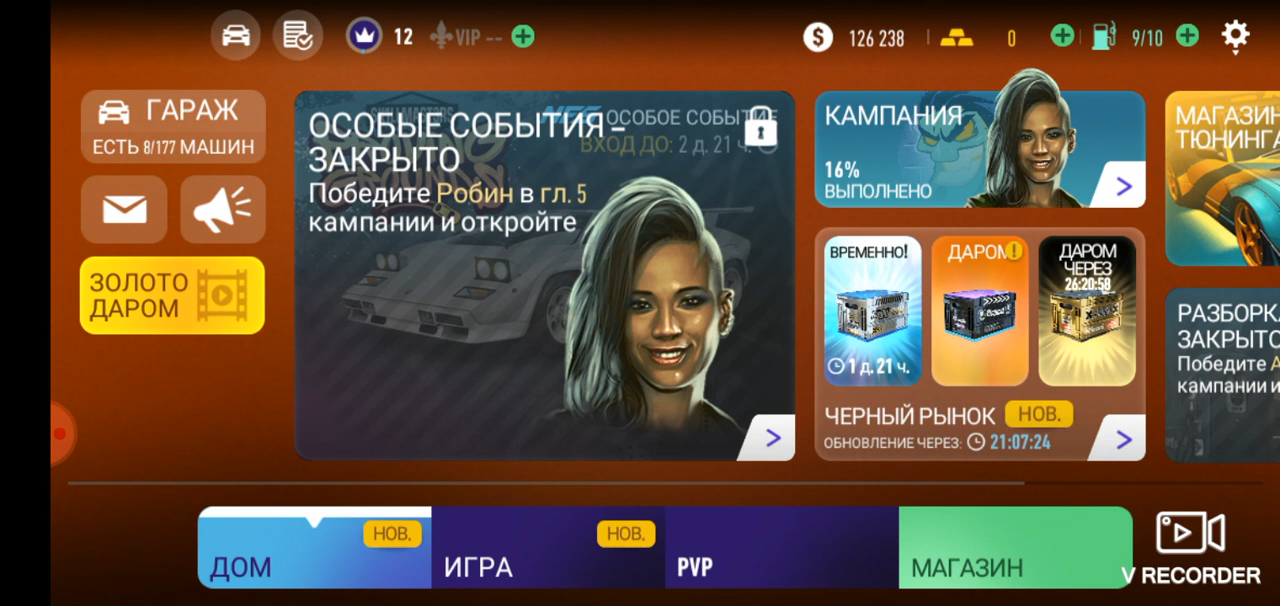 12
VIP --
126 238
0
9/10
ГАРАЖ
ЕСТЬ 8/177 МАШИН
ЗОЛОТО
ДАРОМ
ОСОБЫЕ СОБЫТИЯ –
ЗАКРЫТО
Победите Робин в гл. 5
кампании и откройте
NFS ОСОБОЕ СОБЫТИЕ
ВХОД ДО: 2 д. 21 ч.
КАМПАНИЯ
16%
ВЫПОЛНЕНО
ВРЕМЕННО!
1 д. 21 ч.
ДАРОМ
ДАРОМ
ЧЕРЕЗ
26:20:58
ЧЕРНЫЙ РЫНОК НОВ.
ОБНОВЛЕНИЕ ЧЕРЕЗ: 21:07:24
МАГАЗИН
ТЮНИНГА
РАЗБОРКА
ЗАКРЫТО
Победите
кампании и
ДОМ
НОВ.
ИГРА
НОВ.
PVP
МАГАЗИН
V RECORDER